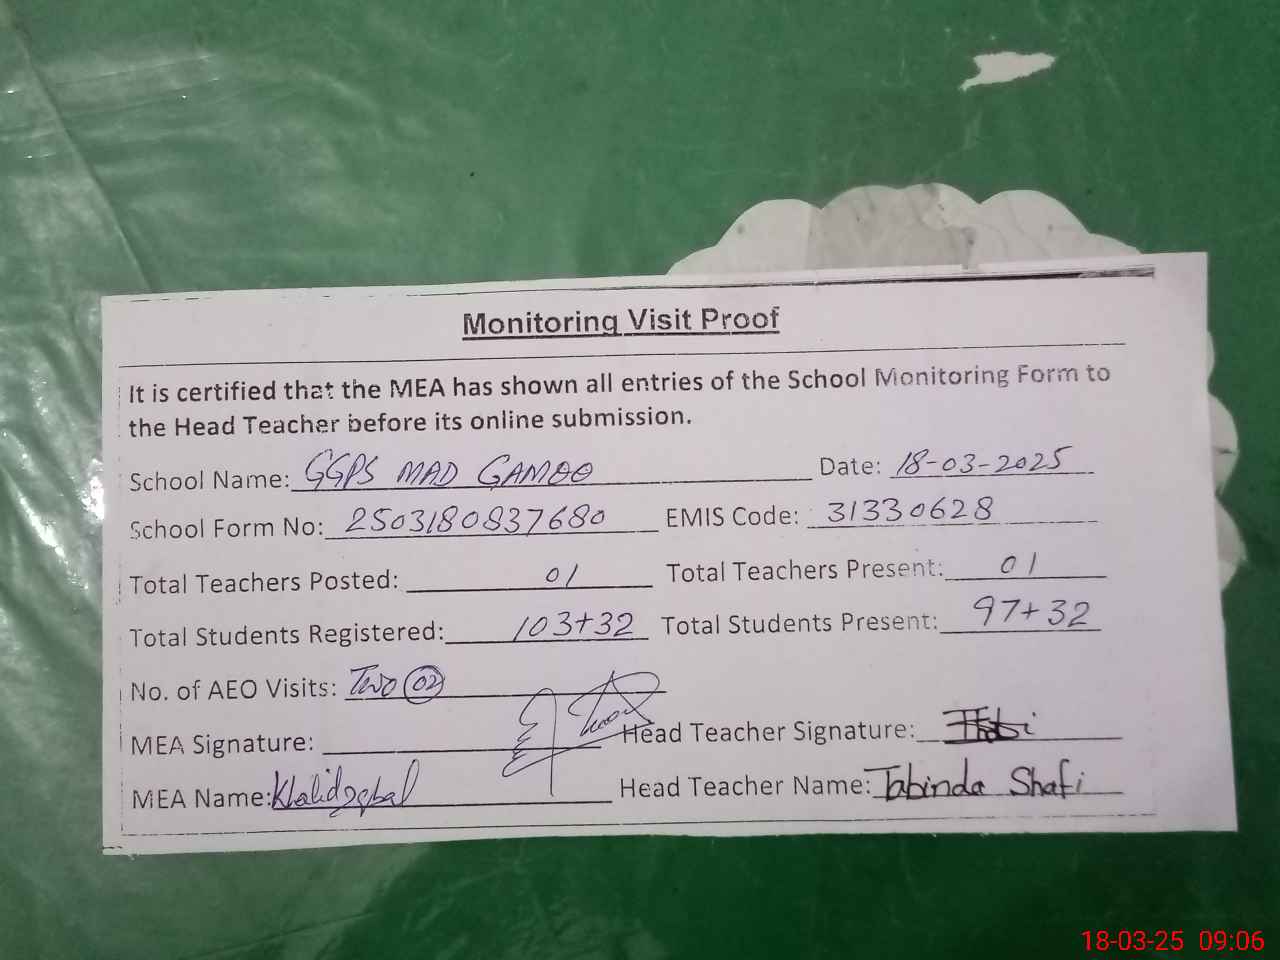 Monitoring Visit Proof
It is certified that the MEA has shown all entries of the School Monitoring Form to
the Head Teacher before its online submission.
School Name: GGPS MAD GAMOO Date: 18-03-2025
School Form No: 2503180837680 EMIS Code: 31330628
Total Teachers Posted: 01 Total Teachers Present: 01
Total Students Registered: 103+32 Total Students Present: 97+32
No. of AEO Visits: Two 02
MEA Signature: Head Teacher Signature:
MEA Name: Khalid Iqbal Head Teacher Name: Tabinda Shafi
18-03-25 09:06